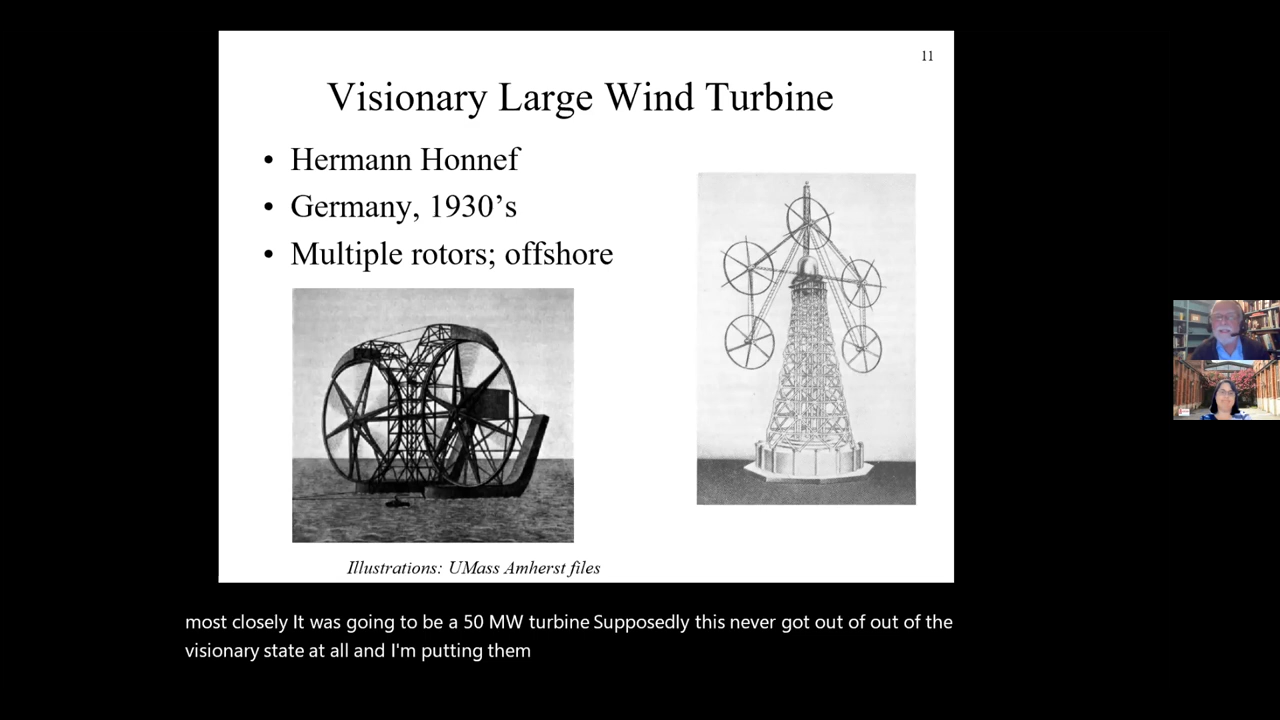 11
Visionary Large Wind Turbine
• Hermann Honnef
• Germany, 1930’s
• Multiple rotors; offshore
Illustrations: UMass Amherst files
most closely It was going to be a 50 MW turbine Supposedly this never got out of out of the
visionary state at all and I'm putting them